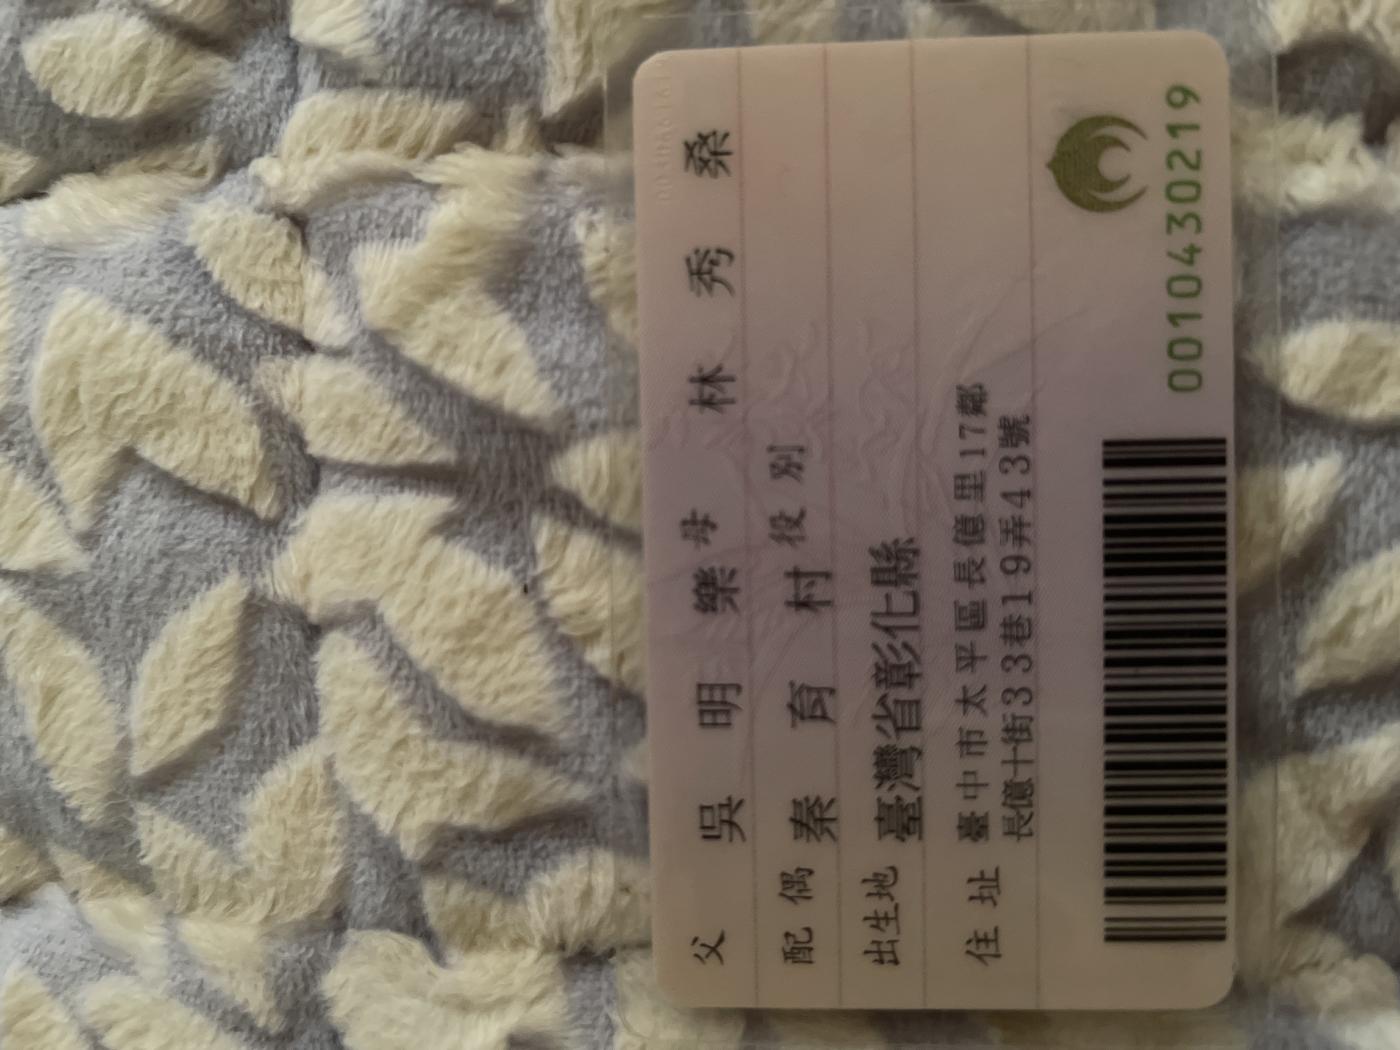 父 吳明樂 母 林秀桑
配偶 秦育村 役別
出生地 臺灣省彰化縣
住址 臺中市太平區長億里17鄰
長億十街33巷19弄43號
0010430219